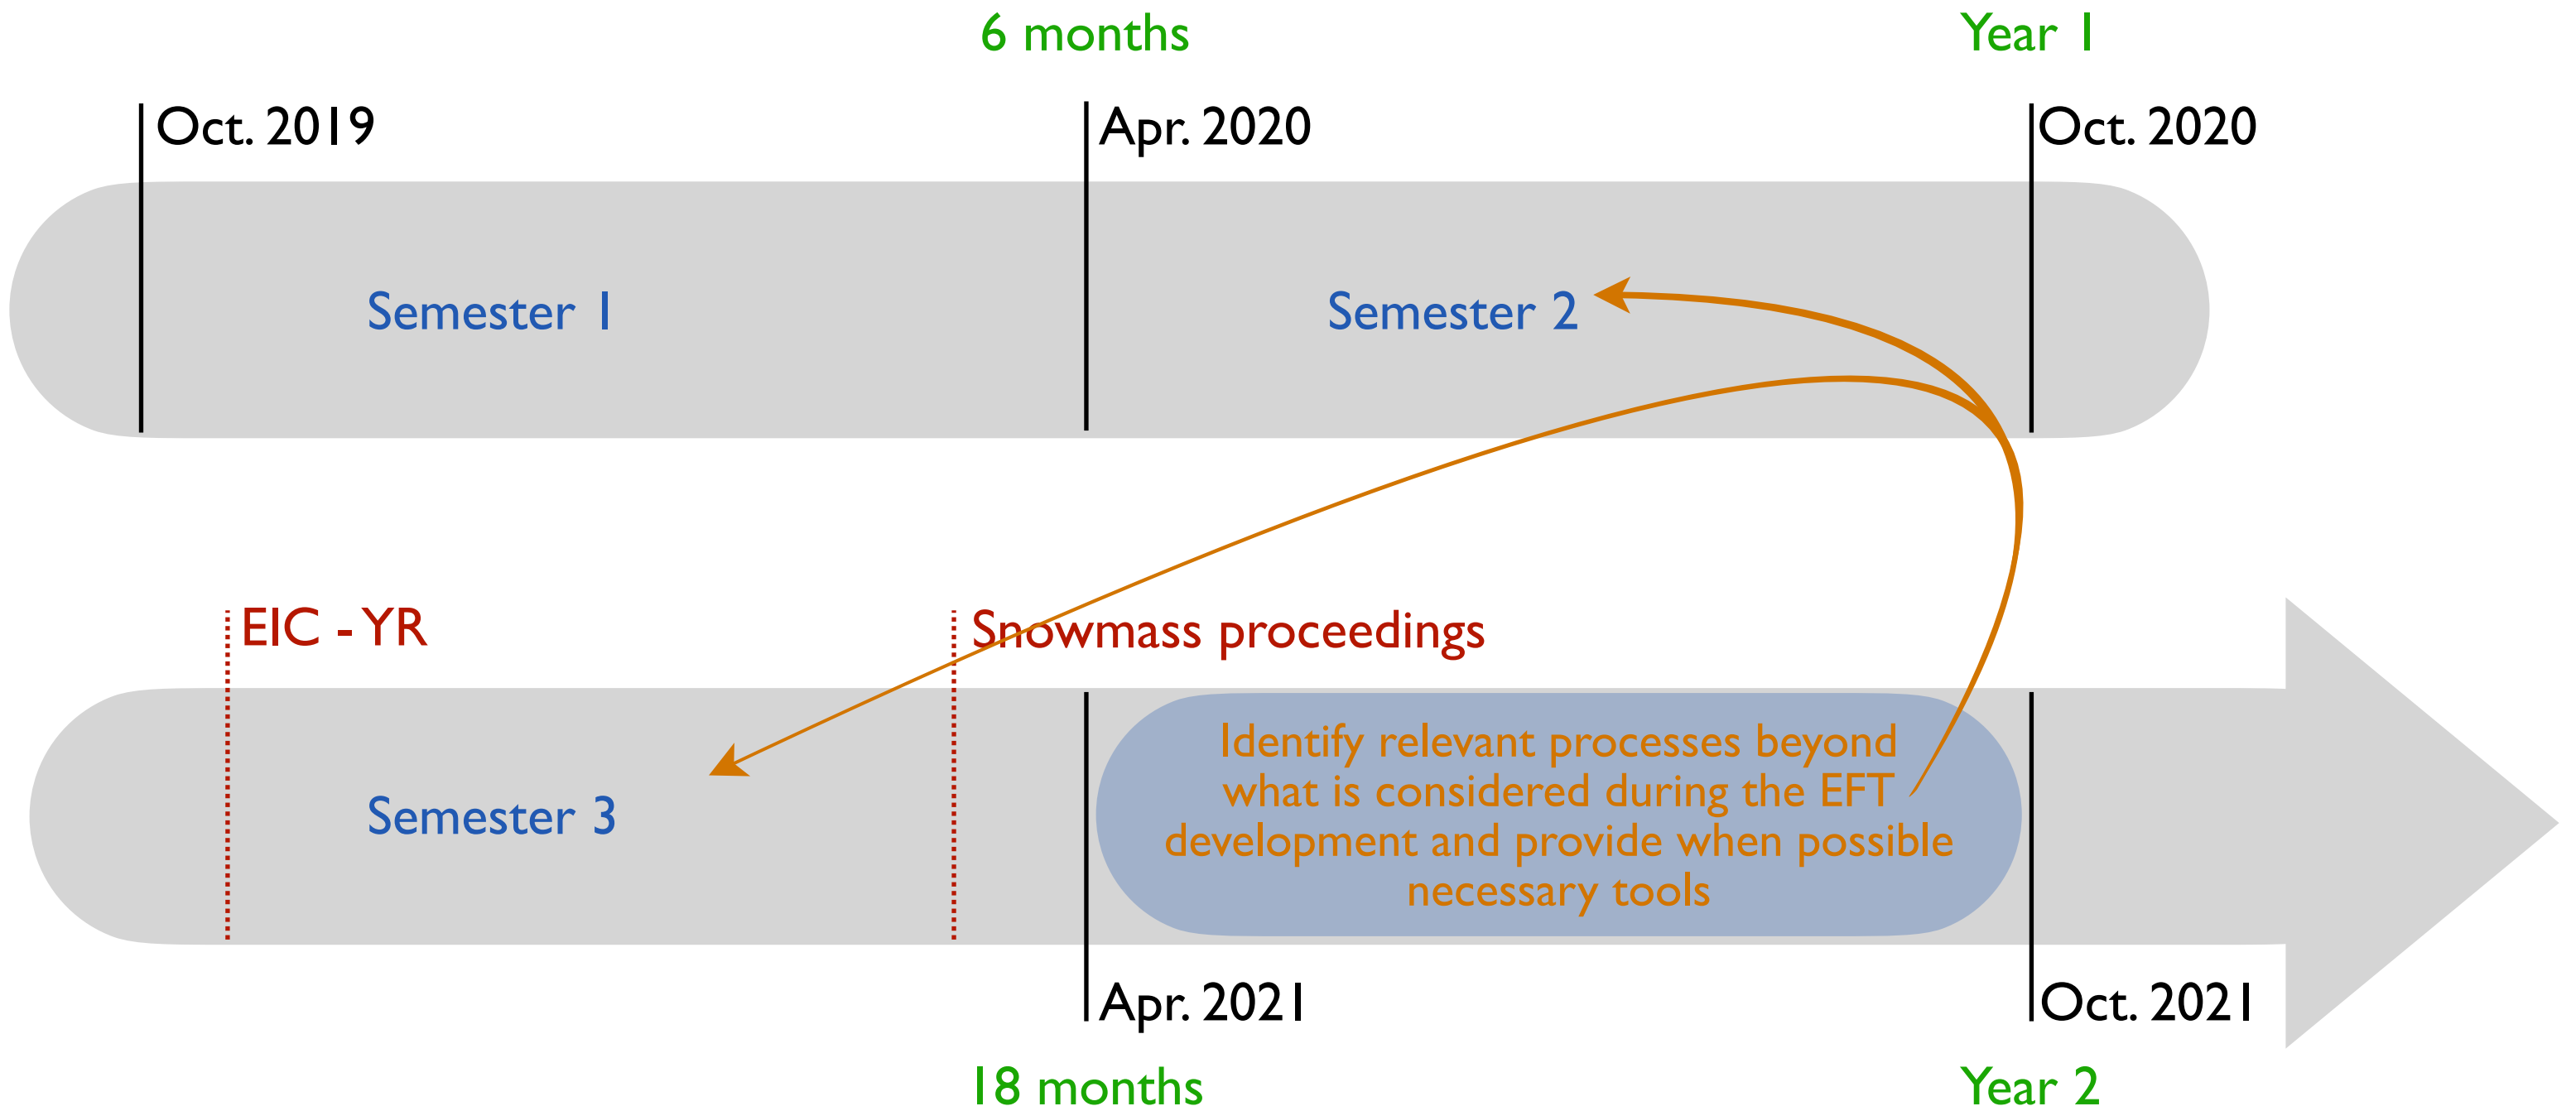 6 months
Year 1
Oct. 2019
Apr. 2020
Oct. 2020
Semester 1
Semester 2
EIC - YR
Snowmass proceedings
Semester 3
Identify relevant processes beyond
what is considered during the EFT
development and provide when possible
necessary tools
Apr. 2021
Oct. 2021
18 months
Year 2